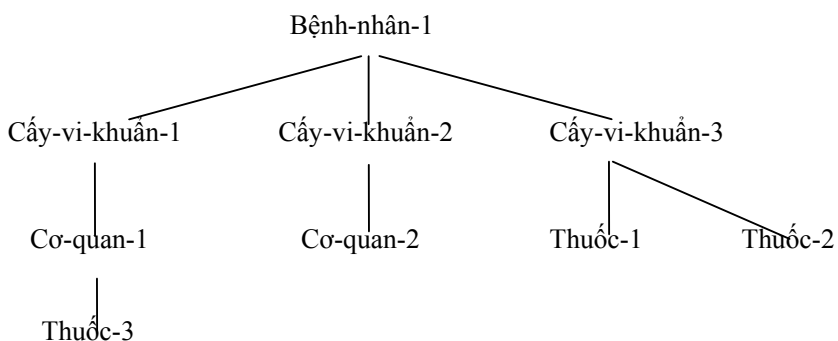 Bệnh-nhân-1
Cấy-vi-khuẩn-1 Cấy-vi-khuẩn-2 Cấy-vi-khuẩn-3
Cơ-quan-1 Cơ-quan-2 Thuốc-1 Thuốc-2
Thuốc-3